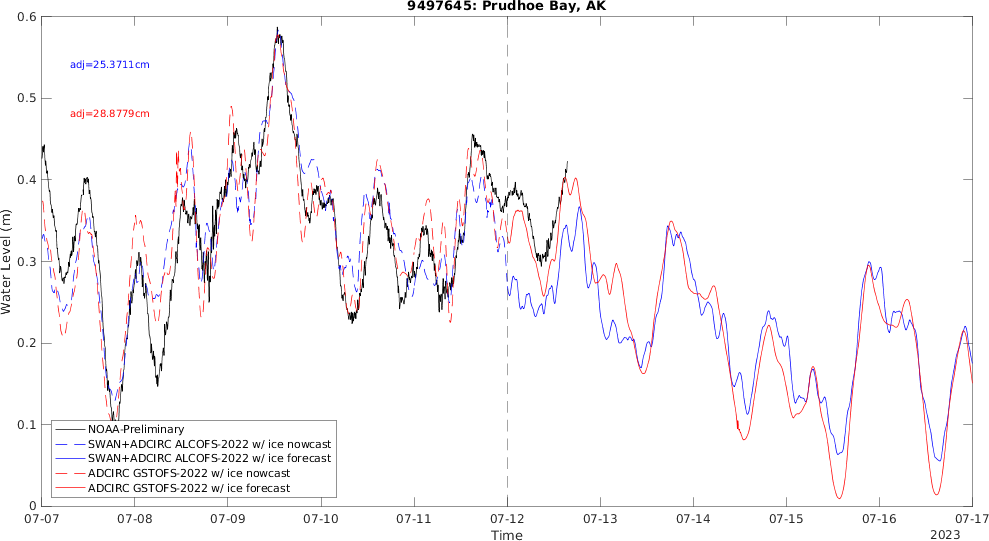 9497645: Prudhoe Bay, AK
0.6
adj=25.3711cm
0.5
adj=28.8779cm
0.4
0.3
Water Level (m)
0.2
0.1
NOAA-Preliminary
SWAN+ADCIRC ALCOFS-2022 w/ ice nowcast
SWAN+ADCIRC ALCOFS-2022 w/ ice forecast
ADCIRC GSTOFS-2022 w/ ice nowcast
ADCIRC GSTOFS-2022 w/ ice forecast
0
07-07 07-08 07-09 07-10 07-11 07-12 07-13 07-14 07-15 07-16 07-17
Time 2023